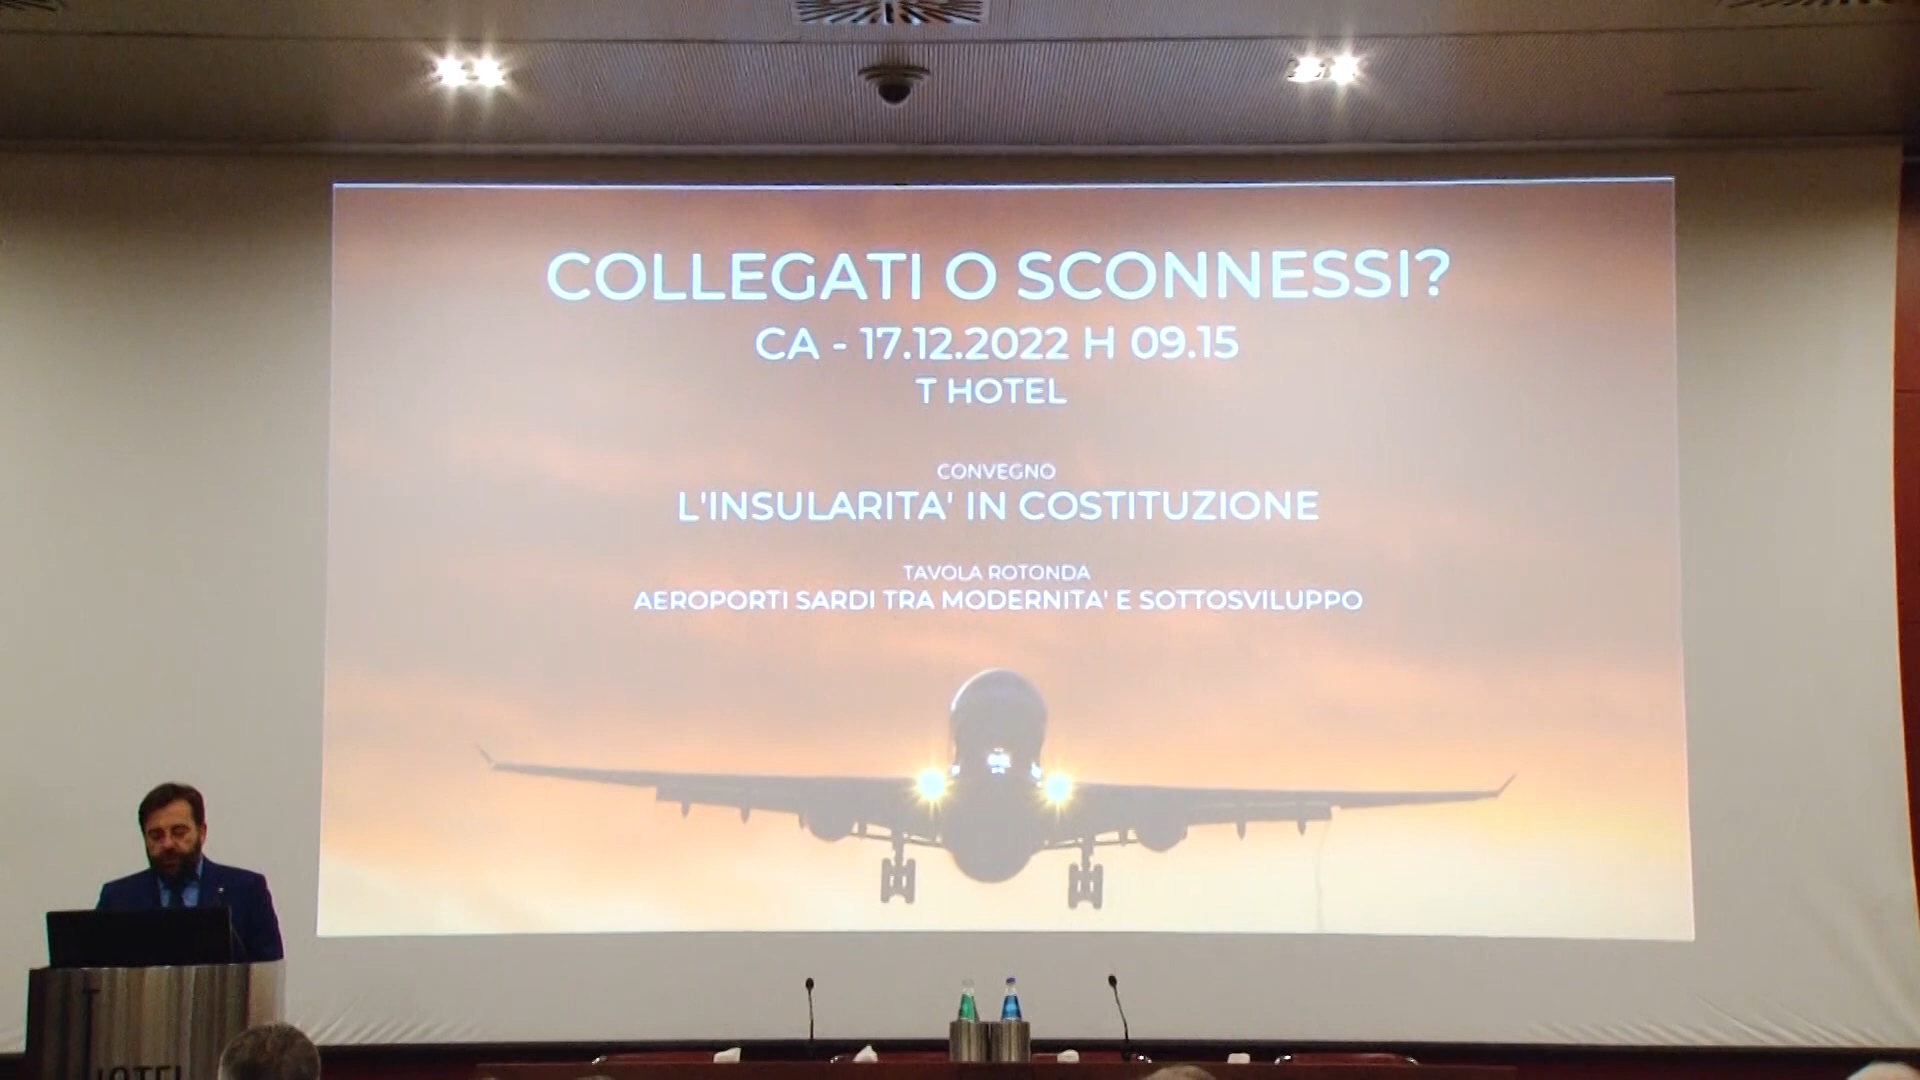 COLLEGATI O SCONNESSI?
CA - 17.12.2022 H 09.15
T HOTEL
CONVEGNO
L'INSULARITA' IN COSTITUZIONE
TAVOLA ROTONDA
AEROPORTI SARDI TRA MODERNITA' E SOTTOSVILUPPO
T
HOTEL